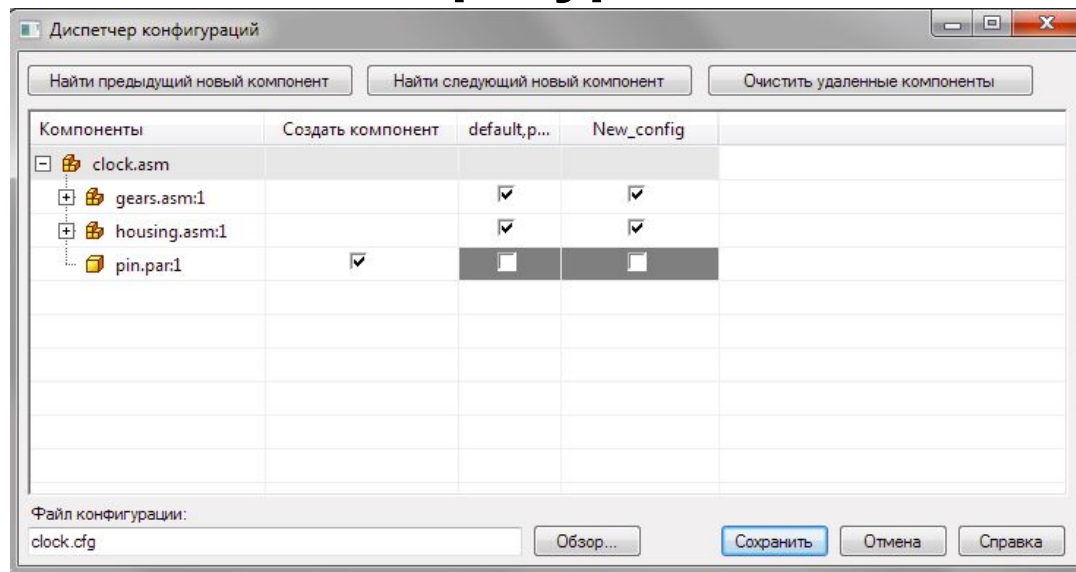 Диспетчер конфигураций
Найти предыдущий новый компонент Найти следующий новый компонент Очистить удаленные компоненты
Компоненты Создать компонент default,p... New_config
clock.asm
gears.asm:1
housing.asm:1
pin.par:1
Файл конфигурации:
clock.cfg Обзор... Сохранить Отмена Справка